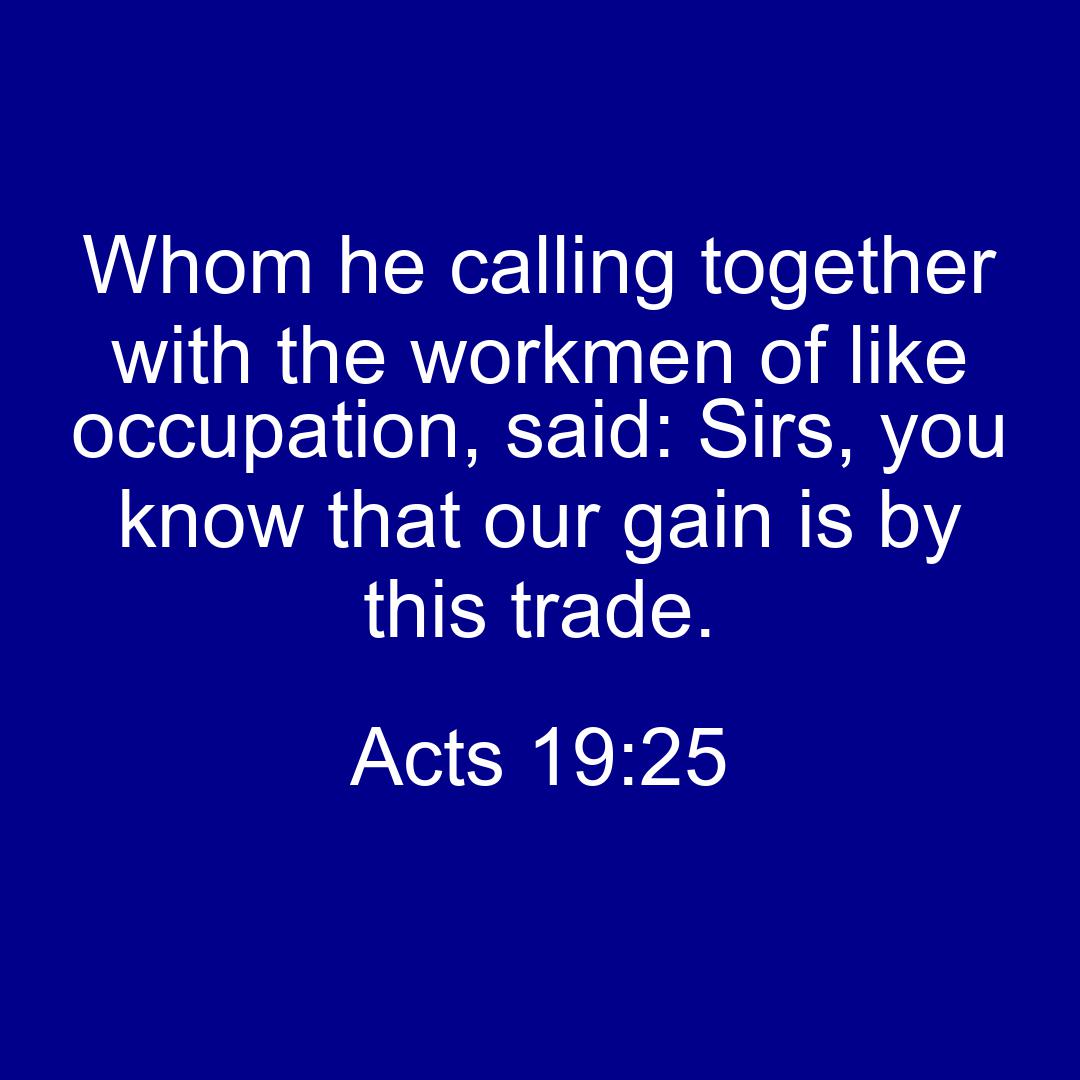 Whom he calling together
with the workmen of like
occupation, said: Sirs, you
know that our gain is by
this trade.
Acts 19:25